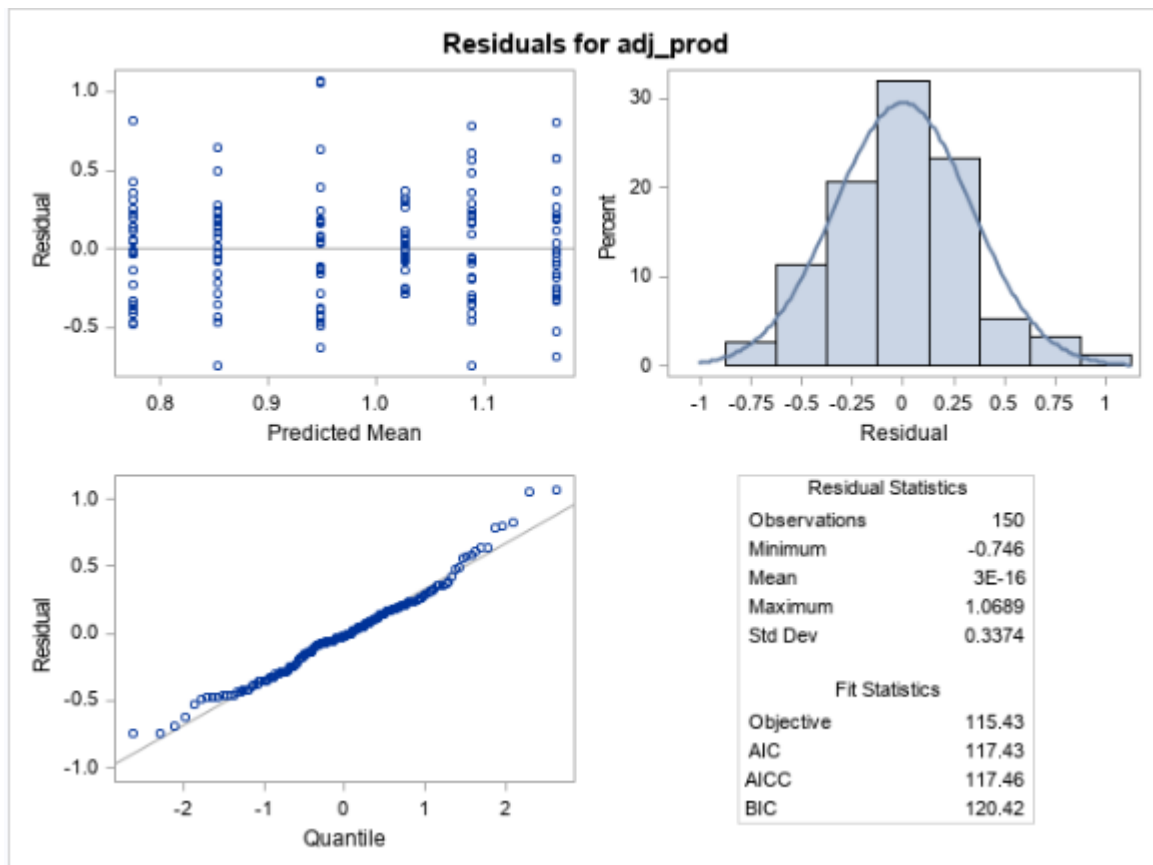 Residuals for adj_prod
1.0
0.5
0.0
-0.5
Residual
0.8 0.9 1.0 1.1
Predicted Mean
30
20
10
0
Percent
-1 -0.75 -0.5 -0.25 0 0.25 0.5 0.75 1
Residual
1.0
0.5
0.0
-0.5
-1.0
Residual
-2 -1 0 1 2
Quantile
Residual Statistics
Observations 150
Minimum -0.746
Mean 3E-16
Maximum 1.0689
Std Dev 0.3374
Fit Statistics
Objective 115.43
AIC 117.43
AICC 117.46
BIC 120.42